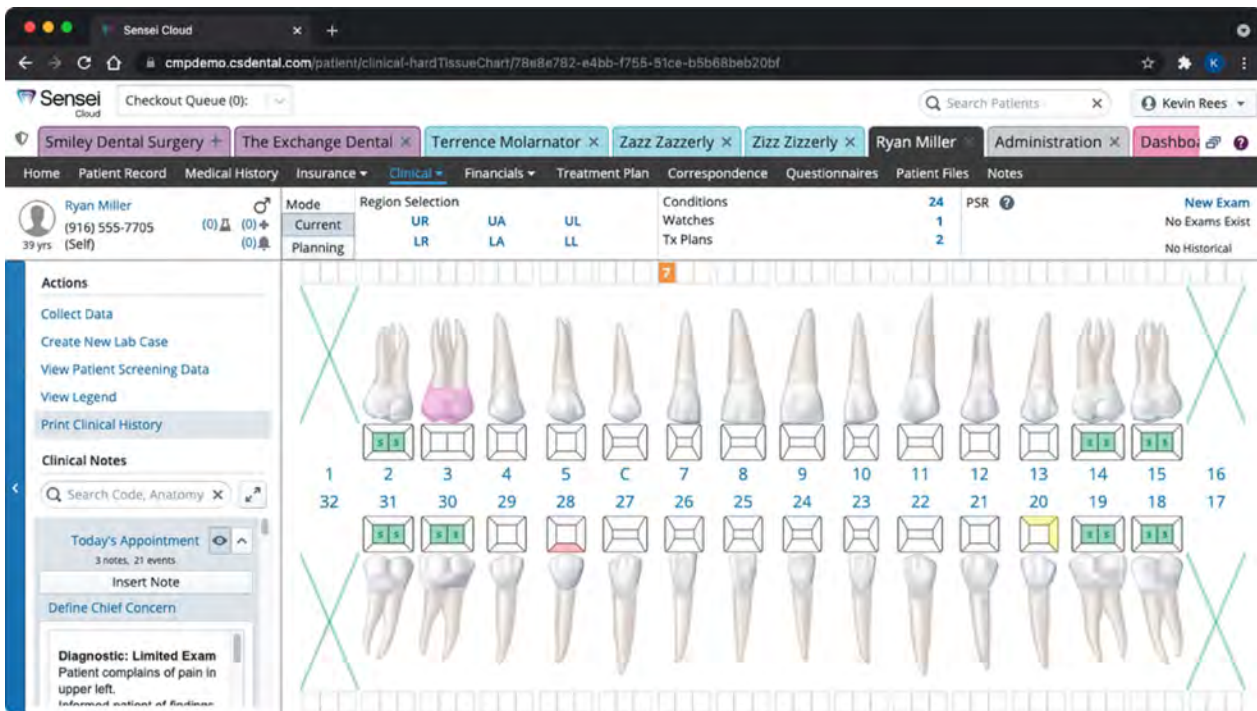 Sensei Cloud × +
cmpdemo.csdental.com/patient/clinical-hardTissueChart/78e8e782-e4bb-f755-51ce-b5b68beb20bf K
Sensei Cloud Checkout Queue (0): Search Patients × Kevin Rees
Smiley Dental Surgery + The Exchange Dental × Terrence Molarnator × Zazz Zazzerly × Zizz Zizzerly × Ryan Miller × Administration × Dashboa
Home Patient Record Medical History Insurance Clinical Financials Treatment Plan Correspondence Questionnaires Patient Files Notes
Ryan Miller Mode Region Selection Conditions 24 PSR New Exam
(916) 555-7705 (0) (0) Current UR UA UL Watches 1 No Exams Exist
39 yrs (Self) (0) Planning LR LA LL Tx Plans 2 No Historical
7
Actions
Collect Data
Create New Lab Case
View Patient Screening Data
View Legend
Print Clinical History
Clinical Notes
Search Code, Anatomy ×
Today's Appointment
3 notes, 21 events
Insert Note
Define Chief Concern
Diagnostic: Limited Exam
Patient complains of pain in
upper left.
Informed patient of findings
S S S S S S
1 2 3 4 5 C 7 8 9 10 11 12 13 14 15 16
32 31 30 29 28 27 26 25 24 23 22 21 20 19 18 17
S S S S S S S S